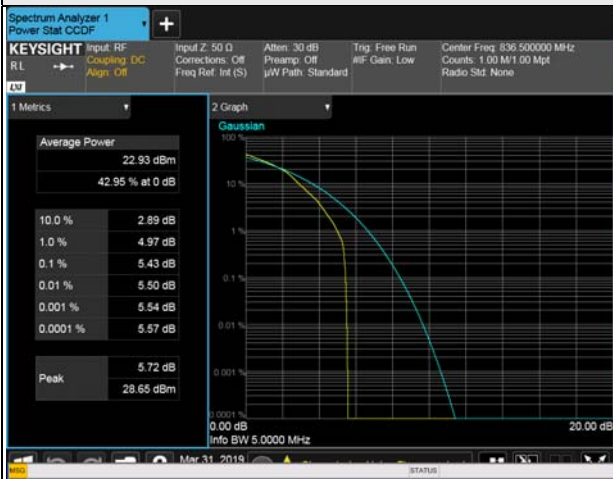 Spectrum Analyzer 1
Power Stat CCDF
KEYSIGHT
RL
LXI
Input: RF
Coupling: DC
Align: Off
Input Z: 50 Ω
Corrections: Off
Freq Ref: Int (S)
Atten: 30 dB
Preamp: Off
µW Path: Standard
Trig: Free Run
#IF Gain: Low
Center Freq: 836.500000 MHz
Counts: 1.00 M/1.00 Mpt
Radio Std: None
1 Metrics
Average Power
22.93 dBm
42.95 % at 0 dB
10.0 % 2.89 dB
1.0 % 4.97 dB
0.1 % 5.43 dB
0.01 % 5.50 dB
0.001 % 5.54 dB
0.0001 % 5.57 dB
Peak
5.72 dB
28.65 dBm
2 Graph
Gaussian
100 %
10 %
1 %
0.1 %
0.01 %
0.001 %
0.0001 %
0.00 dB 20.00 dB
Info BW 5.0000 MHz
Mar 31, 2019
MSG STATUS